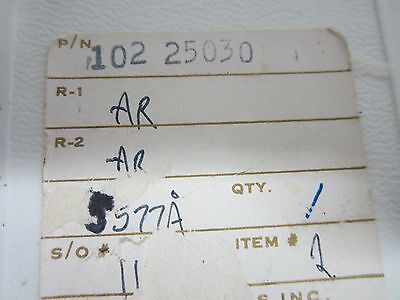 P/N 102 25030
R-1 AR
R-2 AR
5577Å QTY. 1
S/O # 11 ITEM # 2
S INC.